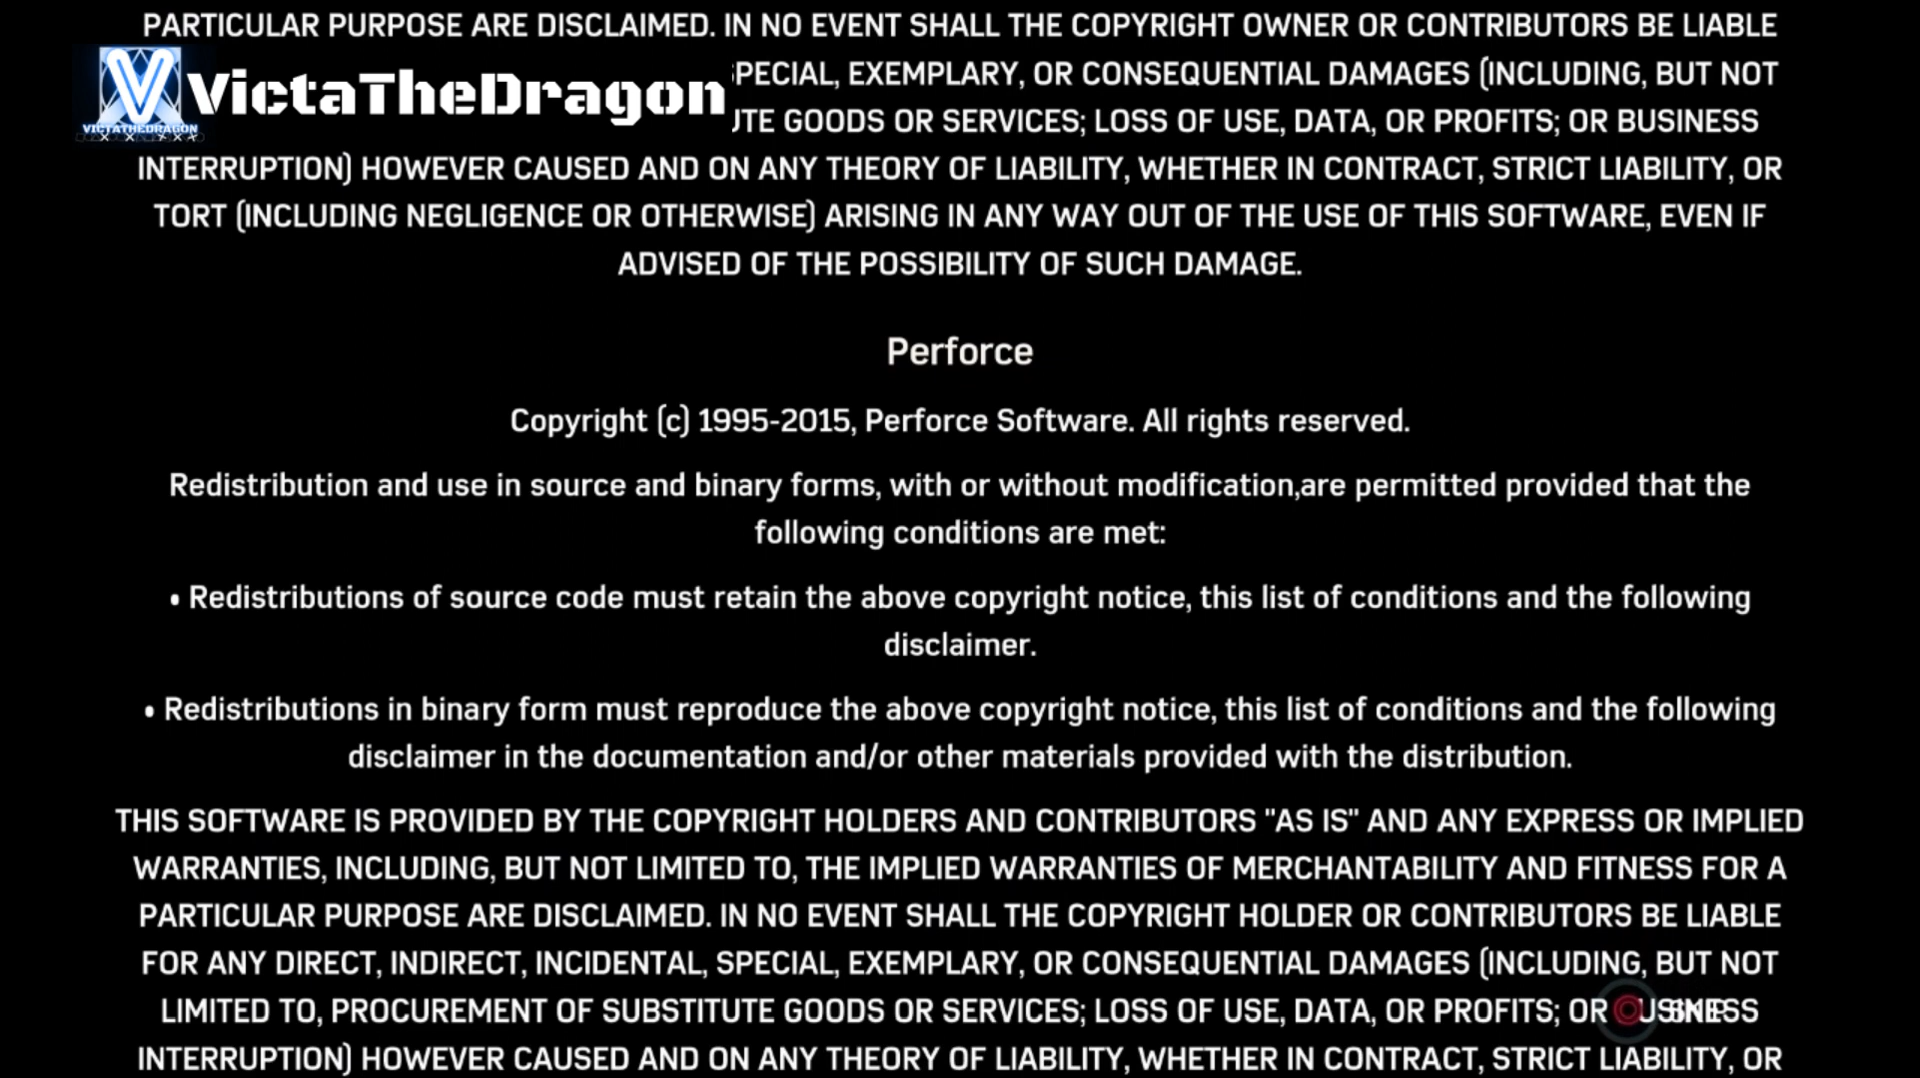 PARTICULAR PURPOSE ARE DISCLAIMED. IN NO EVENT SHALL THE COPYRIGHT OWNER OR CONTRIBUTORS BE LIABLE
VictaTheDragon
VICTATHEDRAGON
SPECIAL, EXEMPLARY, OR CONSEQUENTIAL DAMAGES (INCLUDING, BUT NOT
GOODS OR SERVICES; LOSS OF USE, DATA, OR PROFITS; OR BUSINESS
INTERRUPTION) HOWEVER CAUSED AND ON ANY THEORY OF LIABILITY, WHETHER IN CONTRACT, STRICT LIABILITY, OR
TORT (INCLUDING NEGLIGENCE OR OTHERWISE) ARISING IN ANY WAY OUT OF THE USE OF THIS SOFTWARE, EVEN IF
ADVISED OF THE POSSIBILITY OF SUCH DAMAGE.
Perforce
Copyright (c) 1995-2015, Perforce Software. All rights reserved.
Redistribution and use in source and binary forms, with or without modification,are permitted provided that the
following conditions are met:
• Redistributions of source code must retain the above copyright notice, this list of conditions and the following
disclaimer.
• Redistributions in binary form must reproduce the above copyright notice, this list of conditions and the following
disclaimer in the documentation and/or other materials provided with the distribution.
THIS SOFTWARE IS PROVIDED BY THE COPYRIGHT HOLDERS AND CONTRIBUTORS "AS IS" AND ANY EXPRESS OR IMPLIED
WARRANTIES, INCLUDING, BUT NOT LIMITED TO, THE IMPLIED WARRANTIES OF MERCHANTABILITY AND FITNESS FOR A
PARTICULAR PURPOSE ARE DISCLAIMED. IN NO EVENT SHALL THE COPYRIGHT HOLDER OR CONTRIBUTORS BE LIABLE
FOR ANY DIRECT, INDIRECT, INCIDENTAL, SPECIAL, EXEMPLARY, OR CONSEQUENTIAL DAMAGES (INCLUDING, BUT NOT
LIMITED TO, PROCUREMENT OF SUBSTITUTE GOODS OR SERVICES; LOSS OF USE, DATA, OR PROFITS; OR
INTERRUPTION) HOWEVER CAUSED AND ON ANY THEORY OF LIABILITY, WHETHER IN CONTRACT, STRICT LIABILITY, OR